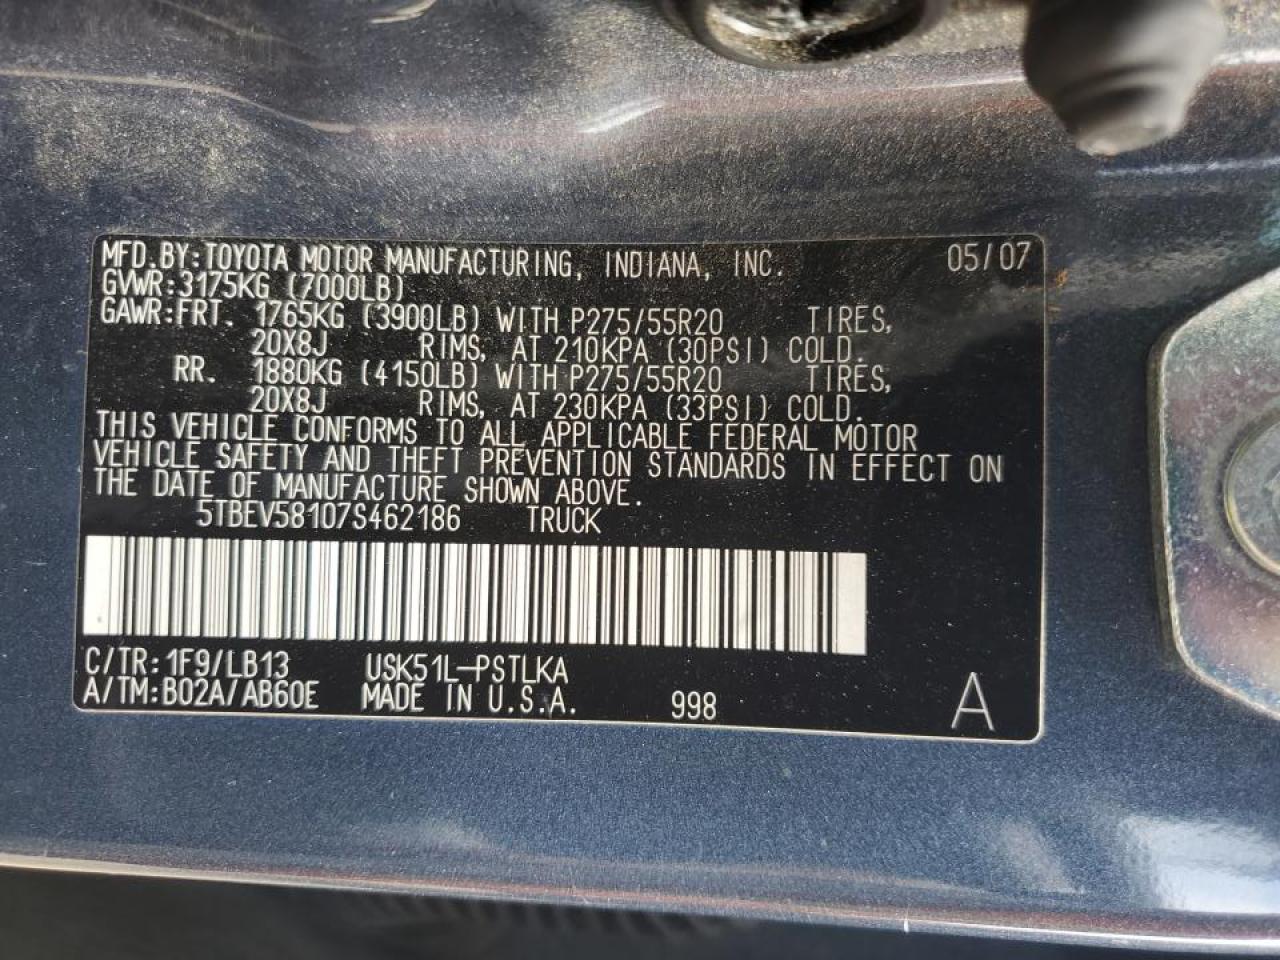 MFD.BY:TOYOTA MOTOR MANUFACTURING, INDIANA, INC. 05/07
GVWR:3175KG (7000LB)
GAWR:FRT. 1765KG (3900LB) WITH P275/55R20 TIRES,
20X8J RIMS, AT 210KPA (30PSI) COLD.
RR. 1880KG (4150LB) WITH P275/55R20 TIRES,
20X8J RIMS, AT 230KPA (33PSI) COLD.
THIS VEHICLE CONFORMS TO ALL APPLICABLE FEDERAL MOTOR
VEHICLE SAFETY AND THEFT PREVENTION STANDARDS IN EFFECT ON
THE DATE OF MANUFACTURE SHOWN ABOVE.
5TBEV58107S462186 TRUCK
C/TR:1F9/LB13 USK51L-PSTLKA
A/TM:B02A/AB60E MADE IN U.S.A. 998 A